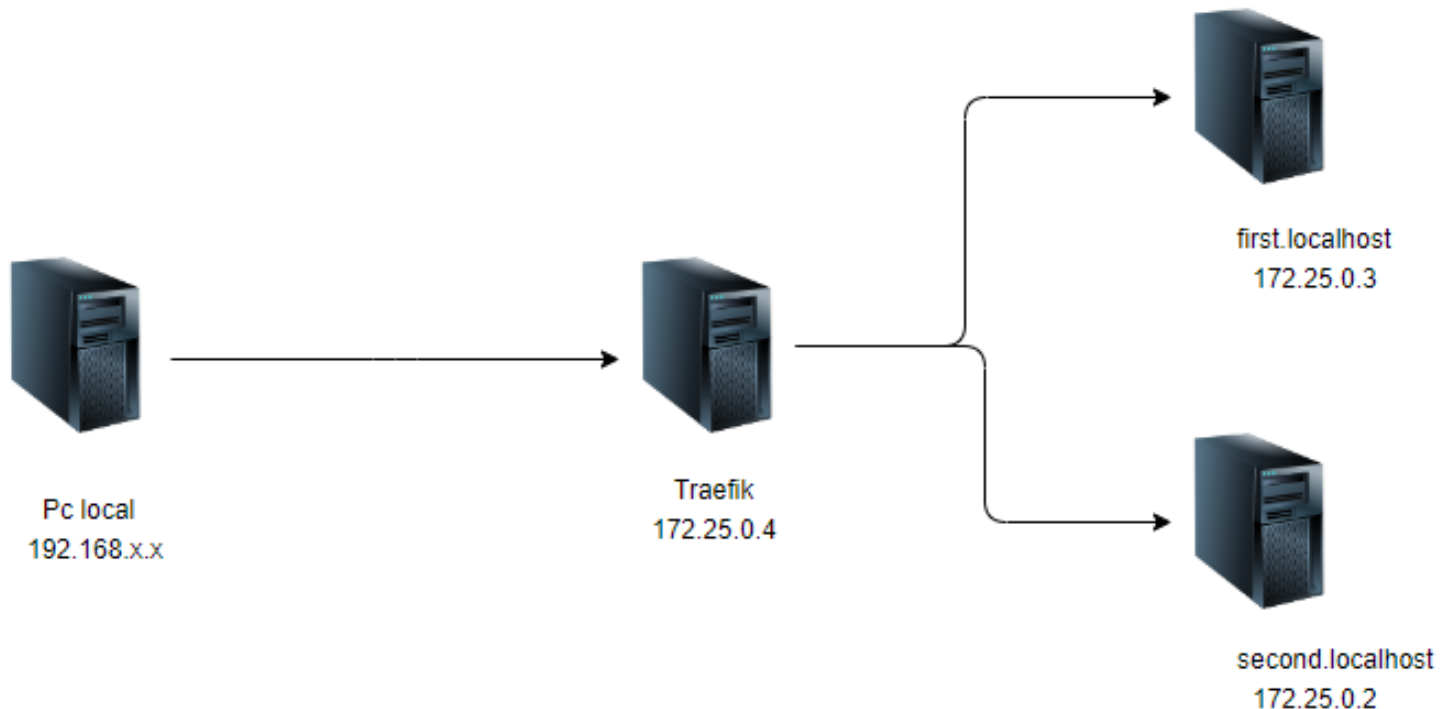 first.localhost
172.25.0.3
Pc local
192.168.x.x
Traefik
172.25.0.4
second.localhost
172.25.0.2